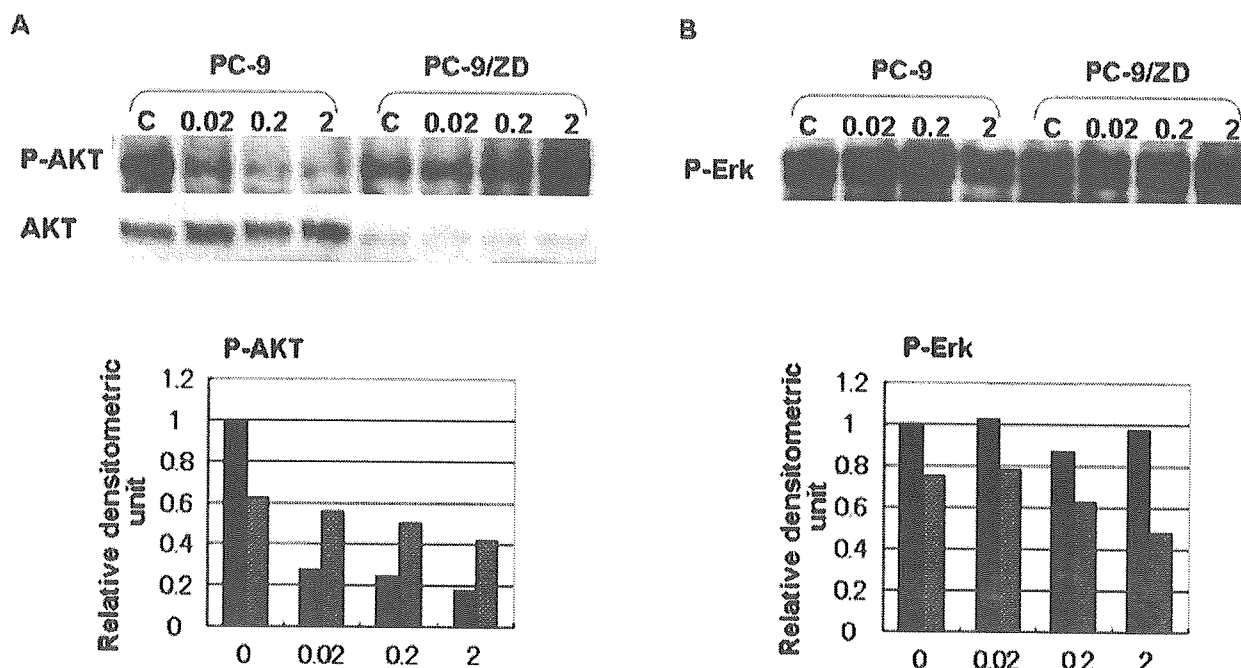 A
PC-9 PC-9/ZD
C 0.02 0.2 2 C 0.02 0.2 2
P-AKT
AKT
P-AKT
Relative densitometric unit
1.2
1
0.8
0.6
0.4
0.2
0
0 0.02 0.2 2
B
PC-9 PC-9/ZD
C 0.02 0.2 2 C 0.02 0.2 2
P-Erk
P-Erk
Relative densitometric unit
1.2
1
0.8
0.6
0.4
0.2
0
0 0.02 0.2 2